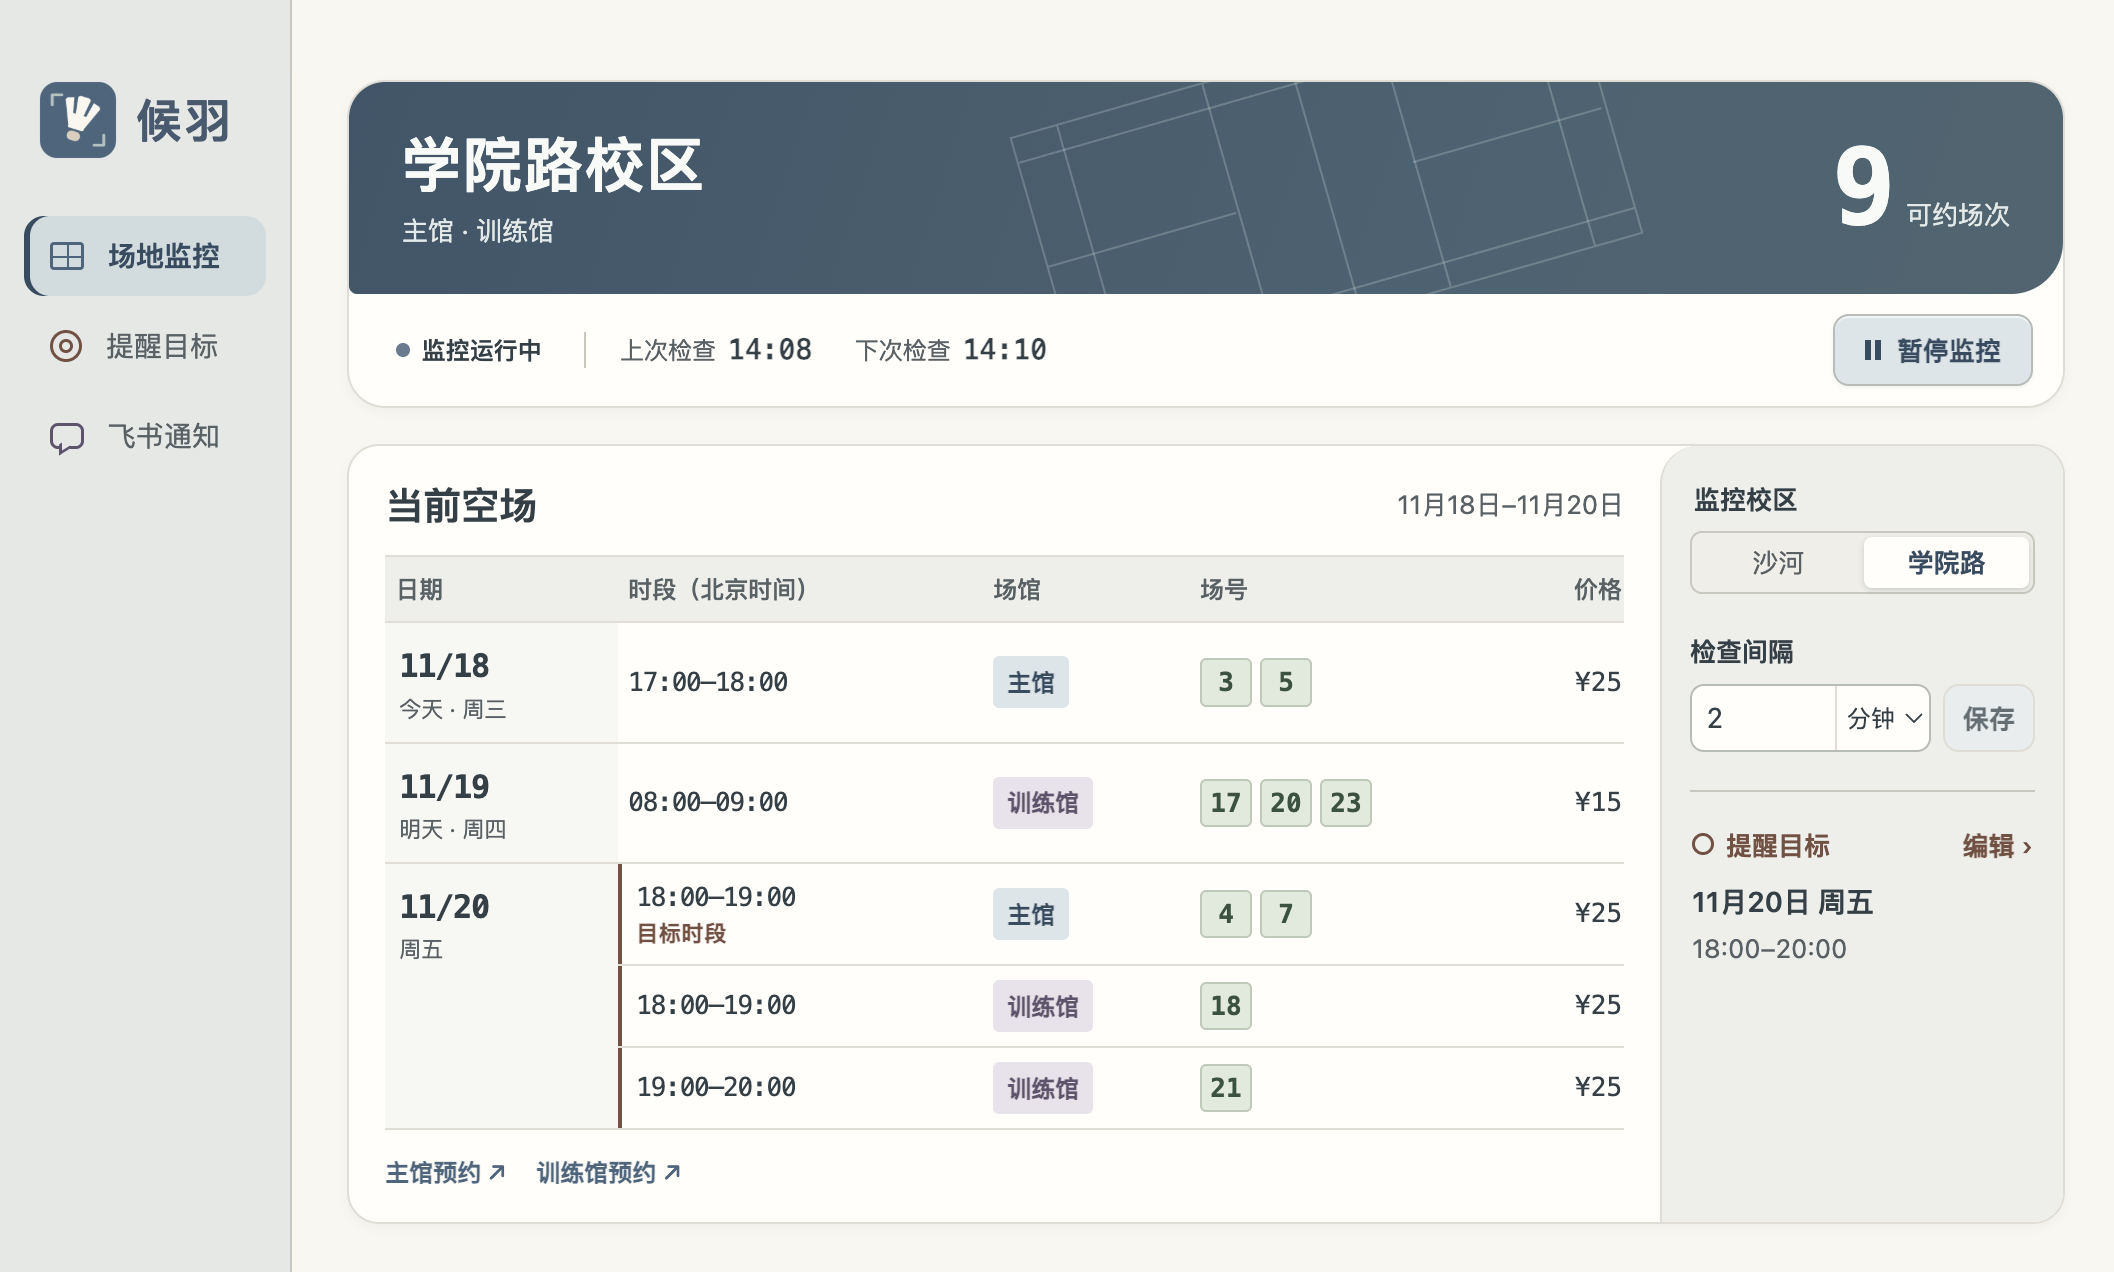 候羽
场地监控
提醒目标
飞书通知
学院路校区
主馆 · 训练馆
9 可约场次
监控运行中 上次检查 14:08 下次检查 14:10
暂停监控
当前空场
11月18日–11月20日
日期 时段（北京时间） 场馆 场号 价格
11/18
今天 · 周三
17:00–18:00 主馆 3 5 ¥25
11/19
明天 · 周四
08:00–09:00 训练馆 17 20 23 ¥15
11/20
周五
18:00–19:00 主馆 4 7 ¥25
目标时段
18:00–19:00 训练馆 18 ¥25
19:00–20:00 训练馆 21 ¥25
主馆预约 ↗ 训练馆预约 ↗
监控校区
沙河 学院路
检查间隔
2 分钟 保存
提醒目标 编辑 ›
11月20日 周五
18:00–20:00